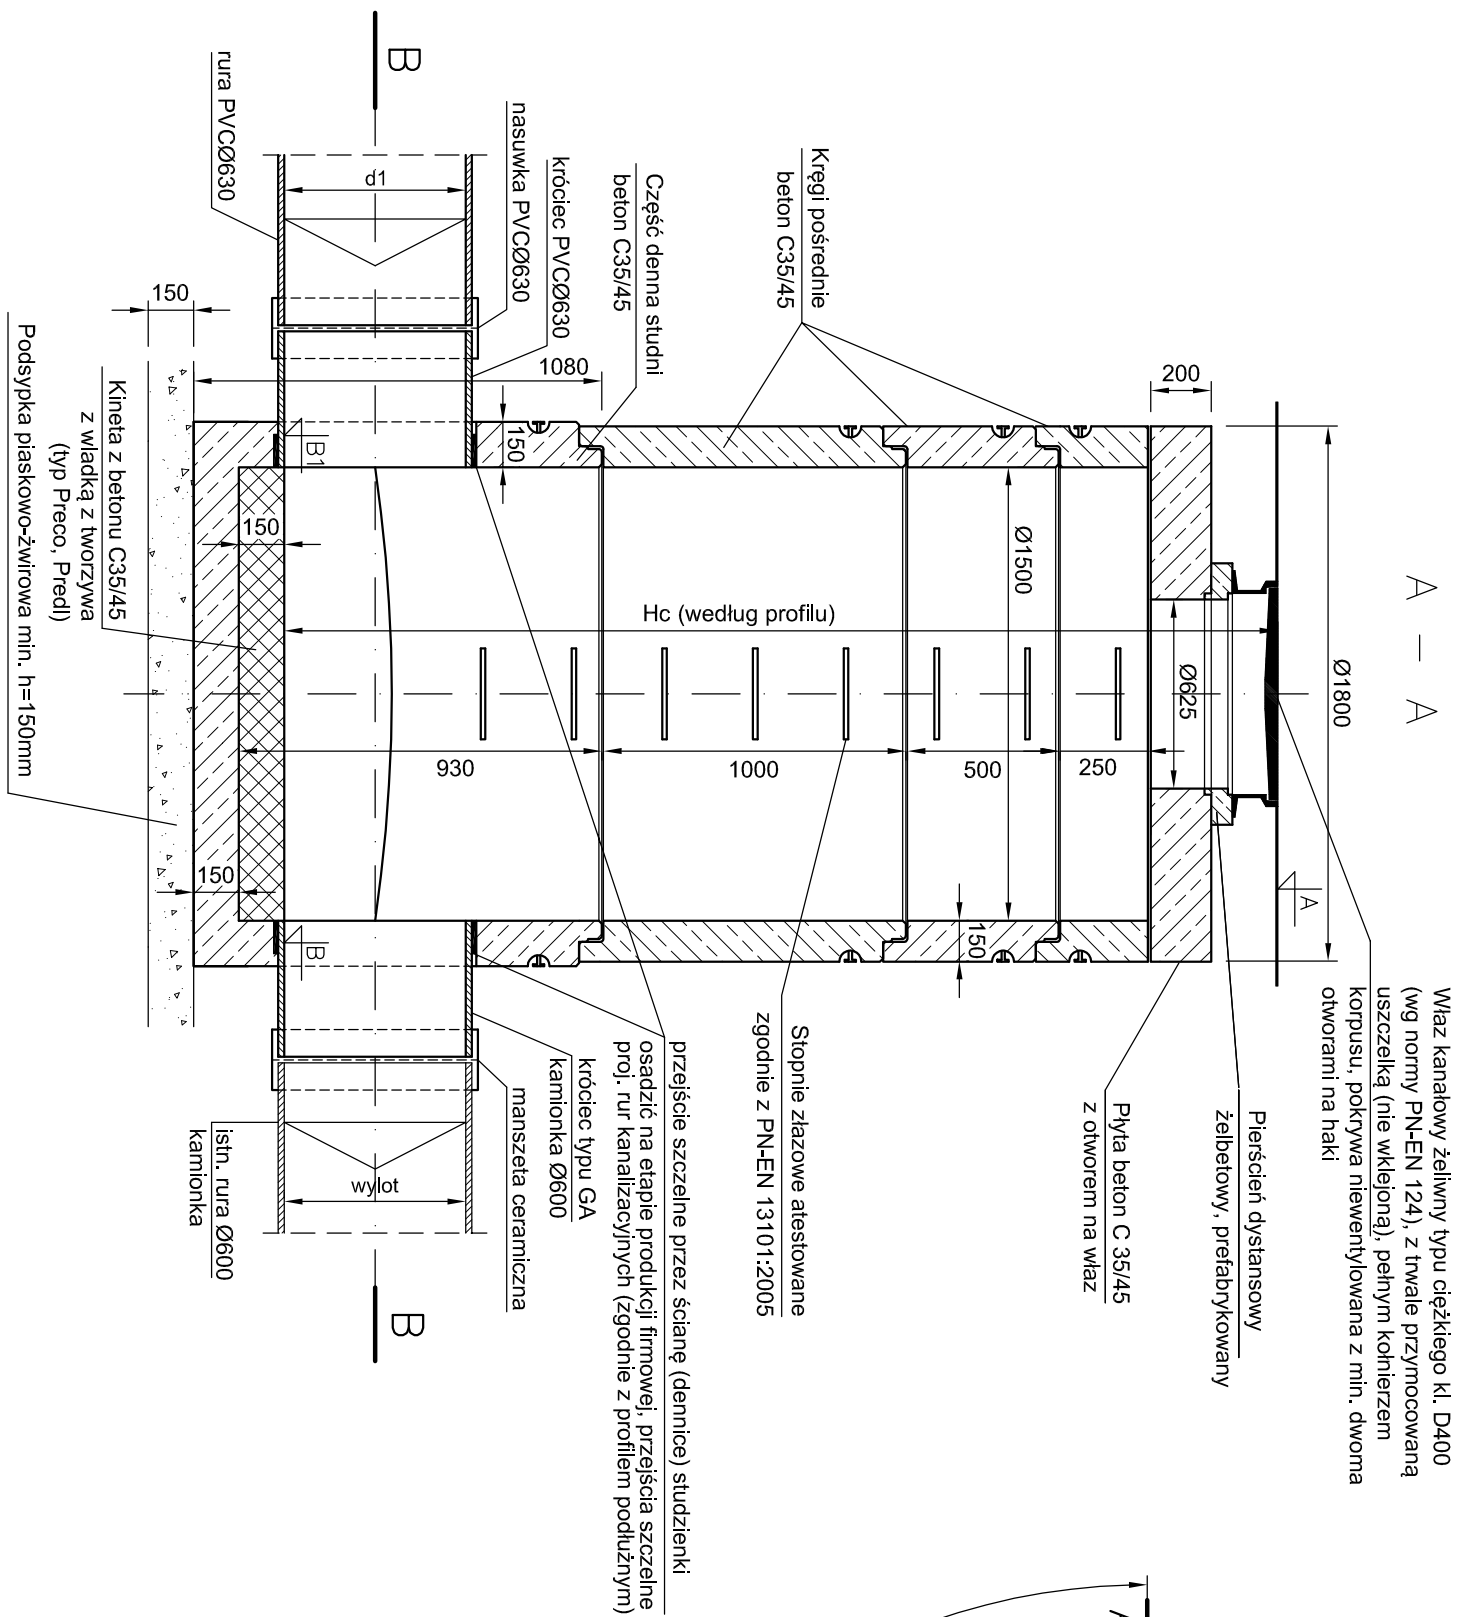 A — A
Właz kanałowy żeliwny typu ciężkiego kl. D400
(wg normy PN-EN 124), z trwale przymocowaną
uszczelką (nie wklejoną), pełnym kołnierzem
korpusu, pokrywa niewentylowana z min. dwoma
otworami na haki
Pierścień dystansowy
żelbetowy, prefabrykowany
Płyta beton C 35/45
z otworem na właz
Stopnie złazowe atestowane
zgodnie z PN-EN 13101:2005
przejście szczelne przez ścianę (dennice) studzienki
osadzić na etapie produkcji firmowej, przejścia szczelne
proj. rur kanalizacyjnych (zgodnie z profilem podłużnym)
manszeta ceramiczna
króciec typu GA
kamionka Ø600
istn. rura Ø600
kamionka
Kręgi pośrednie
beton C35/45
Część denna studni
beton C35/45
króciec PVCØ630
nasuwka PVCØ630
rura PVCØ630
Kineta z betonu C35/45
z wkładką z tworzywa
(typ Preco, Predl)
Podsypka piaskowo-żwirowa min. h=150mm
Hc (według profilu)
Ø1800
Ø625
Ø1500
200
250
500
1000
930
1080
150
150
150
150
150
d1
wylot
B
B
B1
B
A